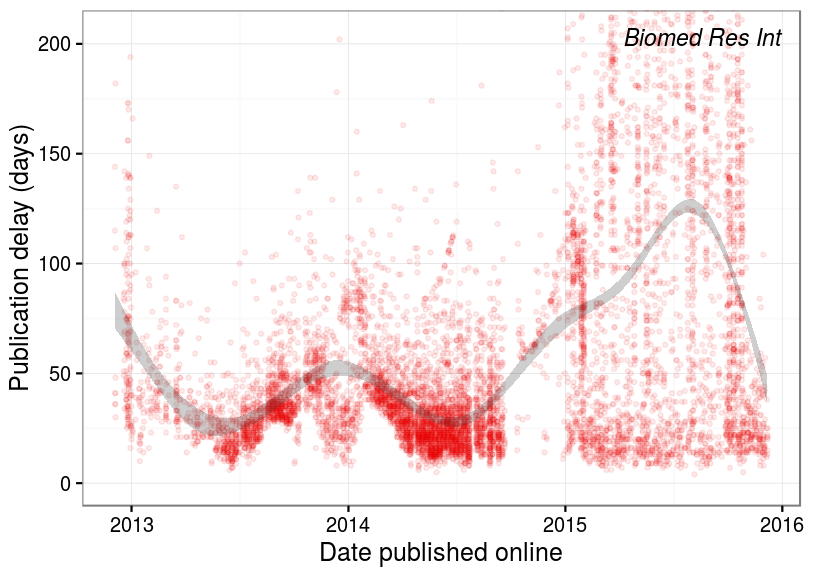 Biomed Res Int
Publication delay (days)
200
150
100
50
0
2013 2014 2015 2016
Date published online